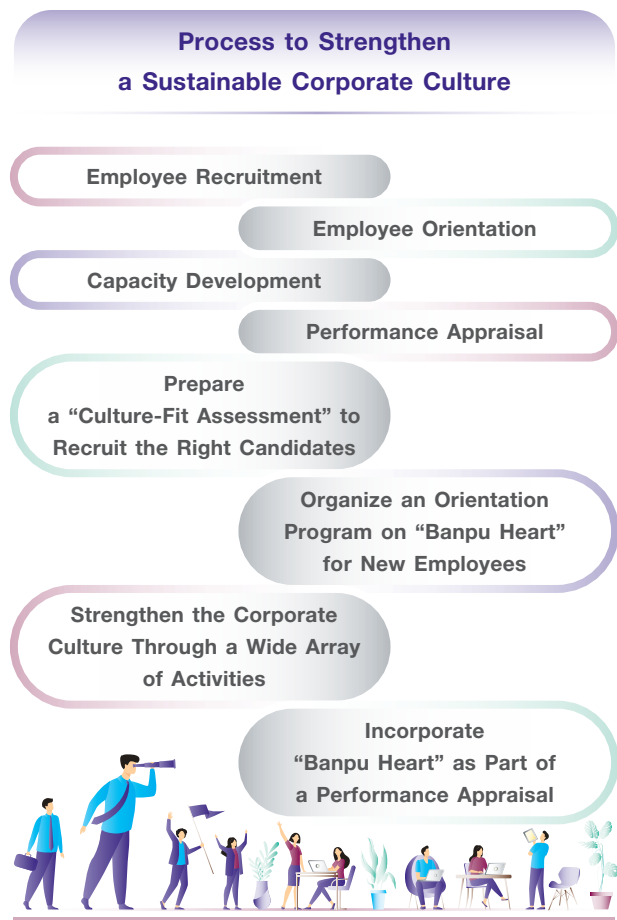 Process to Strengthen
a Sustainable Corporate Culture
Employee Recruitment
Employee Orientation
Capacity Development
Performance Appraisal
Prepare
a “Culture-Fit Assessment” to
Recruit the Right Candidates
Organize an Orientation
Program on “Banpu Heart”
for New Employees
Strengthen the Corporate
Culture Through a Wide Array
of Activities
Incorporate
“Banpu Heart” as Part of
a Performance Appraisal